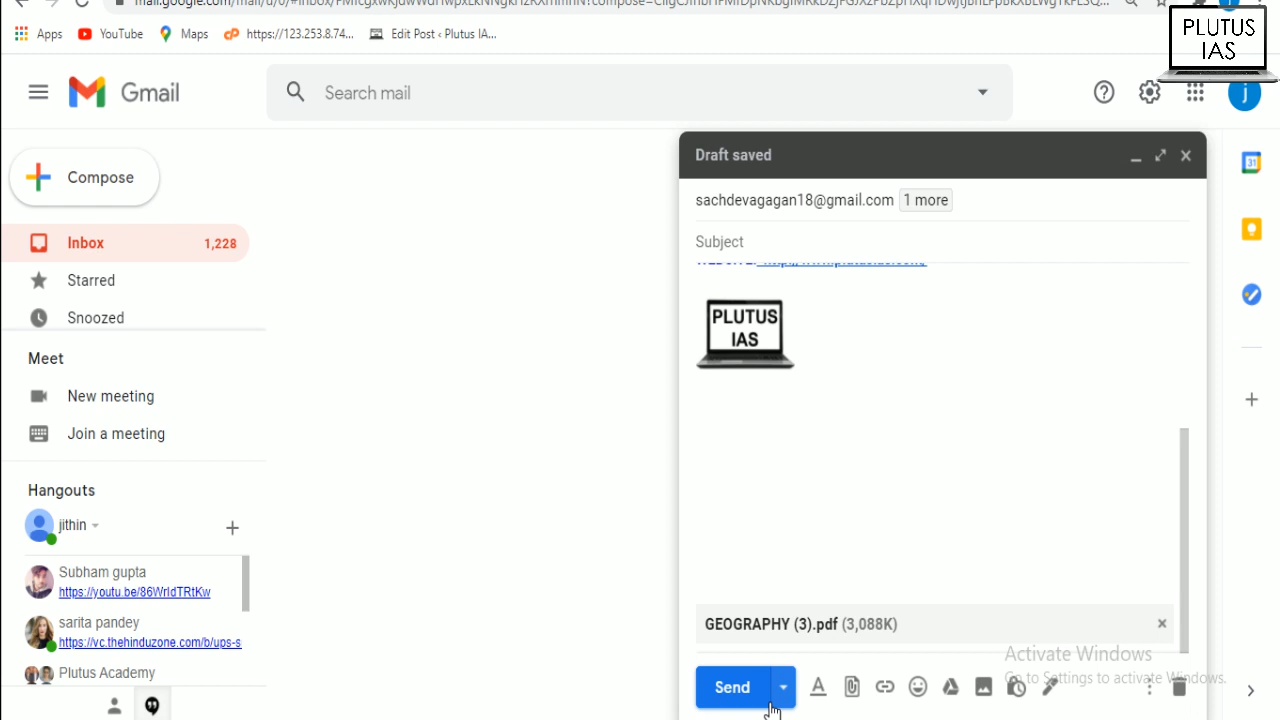 Apps YouTube Maps https://123.253.8.74... Edit Post ‹ Plutus IA...
PLUTUS
IAS
Gmail
Search mail
j
Compose
Draft saved
sachdevagagan18@gmail.com 1 more
Inbox 1,228
Subject
31
Starred
Snoozed
PLUTUS
IAS
Meet
New meeting
Join a meeting
Hangouts
jithin
Subham gupta
https://youtu.be/86WrIdTRtKw
sarita pandey
https://vc.thehinduzone.com/b/ups-s
Plutus Academy
GEOGRAPHY (3).pdf (3,088K)
Activate Windows
Go to Settings to activate Windows.
Send